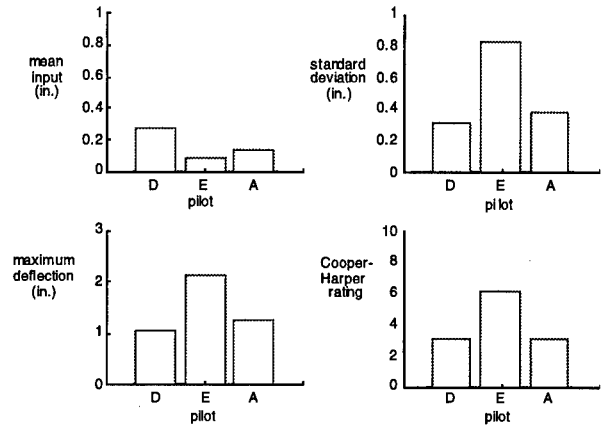 mean
input
(in.)
1
0.8
0.6
0.4
0.2
0
D E A
pilot
standard
deviation
(in.)
1
0.8
0.6
0.4
0.2
0
D E A
pilot
maximum
deflection
(in.)
3
2
1
0
D E A
pilot
Cooper-
Harper
rating
10
8
6
4
2
0
D E A
pilot